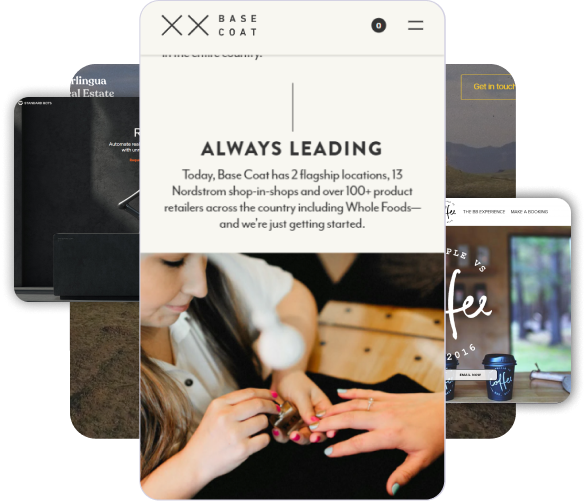 BASE
COAT
0
in the entire country.
ALWAYS LEADING
Today, Base Coat has 2 flagship locations, 13
Nordstrom shop-in-shops and over 100+ product
retailers across the country including Whole Foods—
and we're just getting started.
rlingua
al Estate
STANDARD BOTS
R
Automate rea
with unr
Get in touch
THE BB EXPERIENCE
MAKE A BOOKING
PLE VS
ffee
2016
EMAIL NOW
coffee